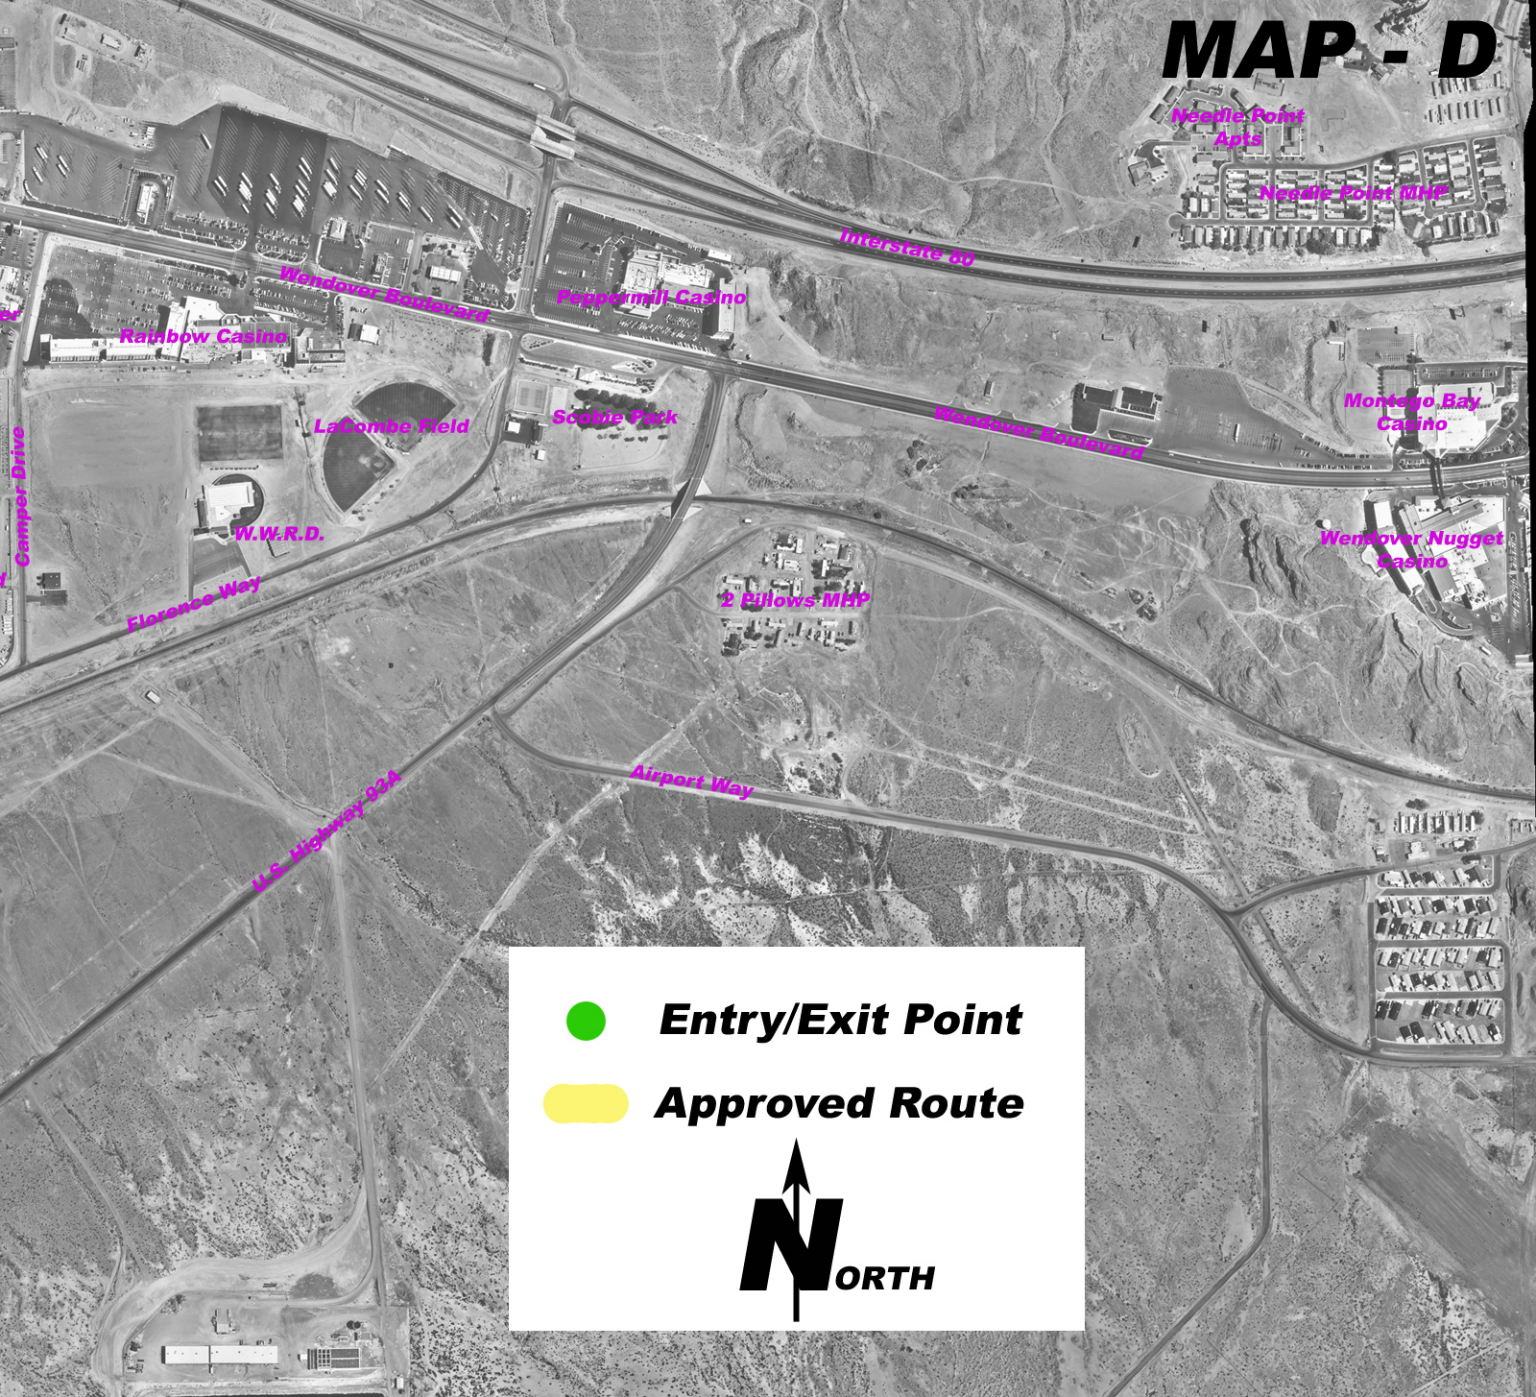 MAP - D
Needle Point
Apts
Needle Point MHP
Interstate 80
Wendover Boulevard
Peppermill Casino
Rainbow Casino
LaCombe Field
Scobie Park
Wendover Boulevard
Montego Bay
Casino
Camper Drive
W.W.R.D.
Wendover Nugget
Casino
Florence Way
2 Pillows MHP
Airport Way
U.S. Highway 93A
Entry/Exit Point
Approved Route
NORTH